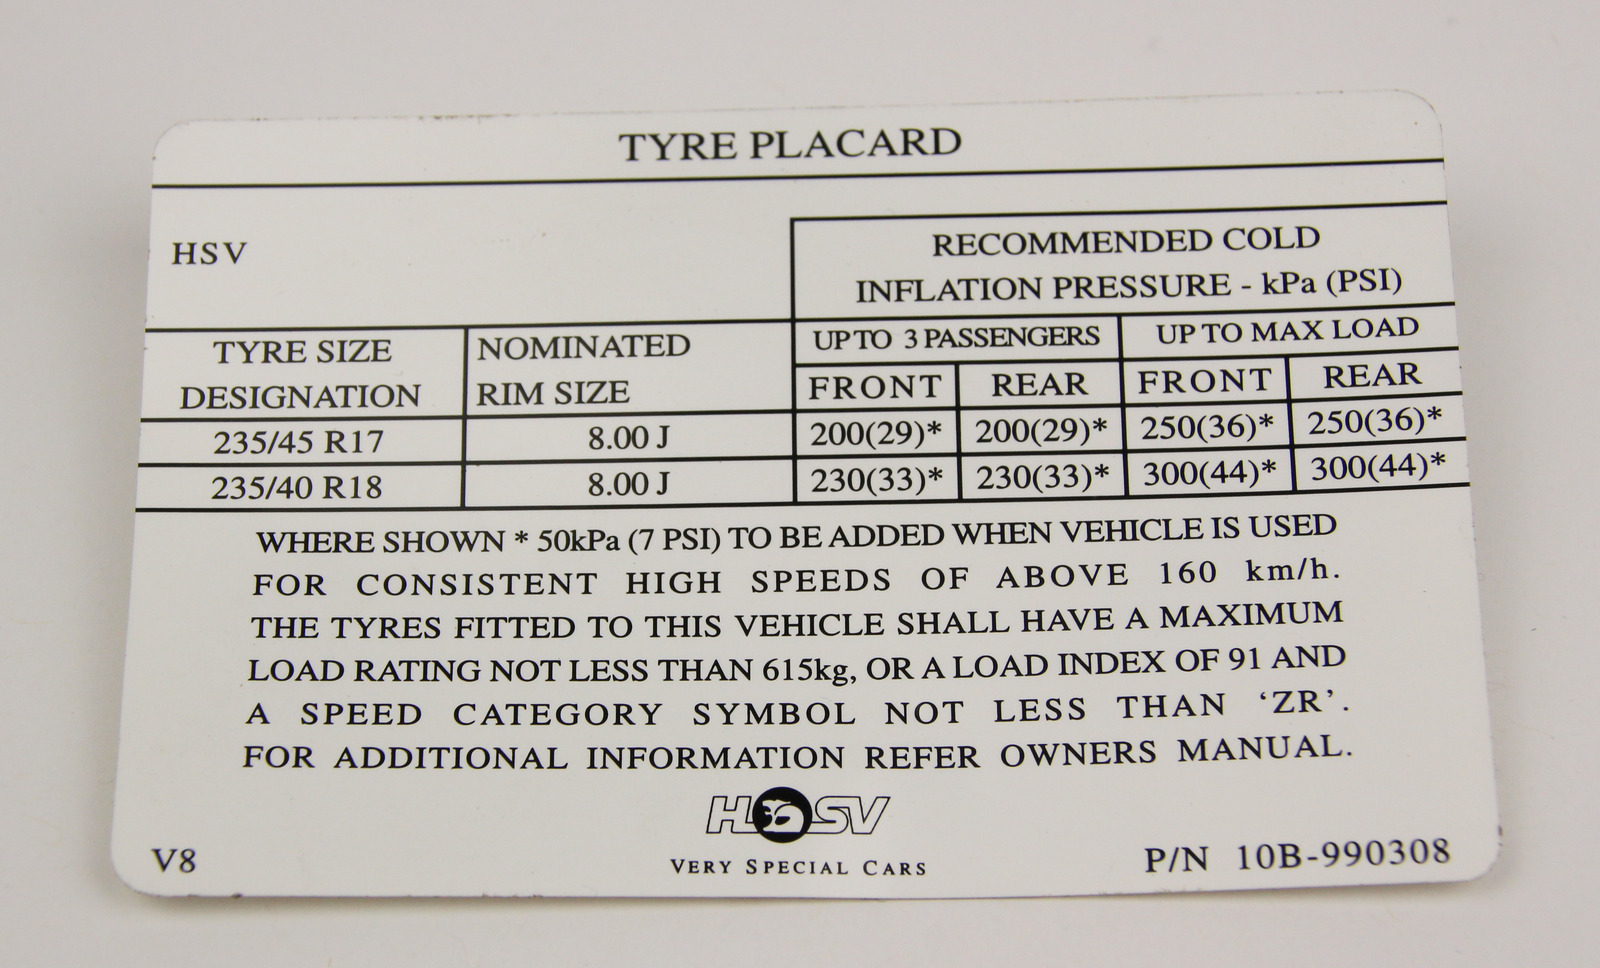 TYRE PLACARD
HSV
RECOMMENDED COLD
INFLATION PRESSURE - kPa (PSI)
TYRE SIZE
DESIGNATION
NOMINATED
RIM SIZE
UP TO 3 PASSENGERS UP TO MAX LOAD
FRONT REAR FRONT REAR
235/45 R17 8.00 J 200(29)* 200(29)* 250(36)* 250(36)*
235/40 R18 8.00 J 230(33)* 230(33)* 300(44)* 300(44)*
WHERE SHOWN * 50kPa (7 PSI) TO BE ADDED WHEN VEHICLE IS USED
FOR CONSISTENT HIGH SPEEDS OF ABOVE 160 km/h.
THE TYRES FITTED TO THIS VEHICLE SHALL HAVE A MAXIMUM
LOAD RATING NOT LESS THAN 615kg, OR A LOAD INDEX OF 91 AND
A SPEED CATEGORY SYMBOL NOT LESS THAN ‘ZR’.
FOR ADDITIONAL INFORMATION REFER OWNERS MANUAL.
HSV
VERY SPECIAL CARS
V8
P/N 10B-990308